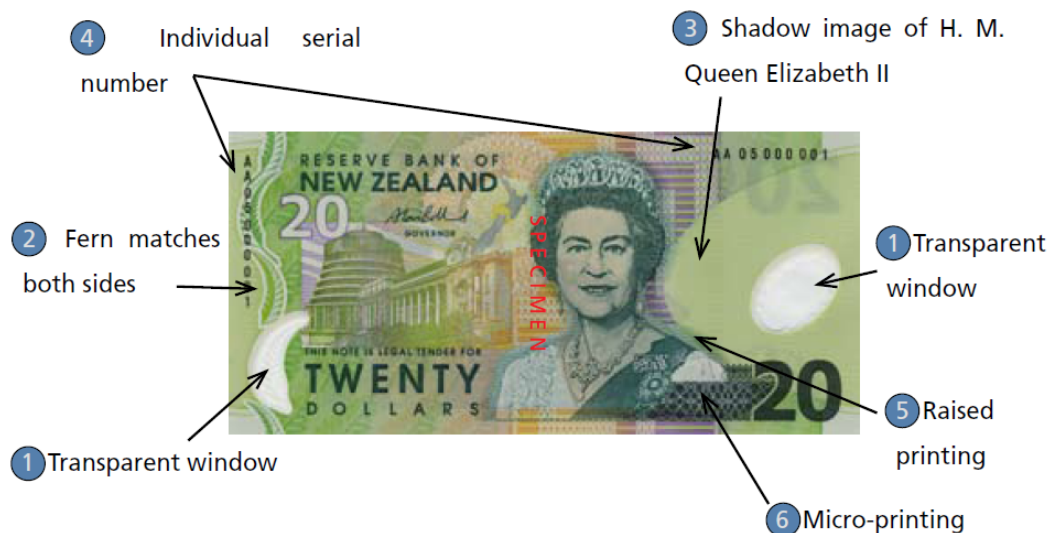 4 Individual serial
number
3 Shadow image of H. M.
Queen Elizabeth II
AA 05000001
RESERVE BANK OF
NEW ZEALAND
20
GOVERNOR
AA05000001
SPECIMEN
20
2 Fern matches
both sides
1 Transparent
window
THIS NOTE IS LEGAL TENDER FOR
TWENTY
DOLLARS
20
1 Transparent window
5 Raised
printing
6 Micro-printing